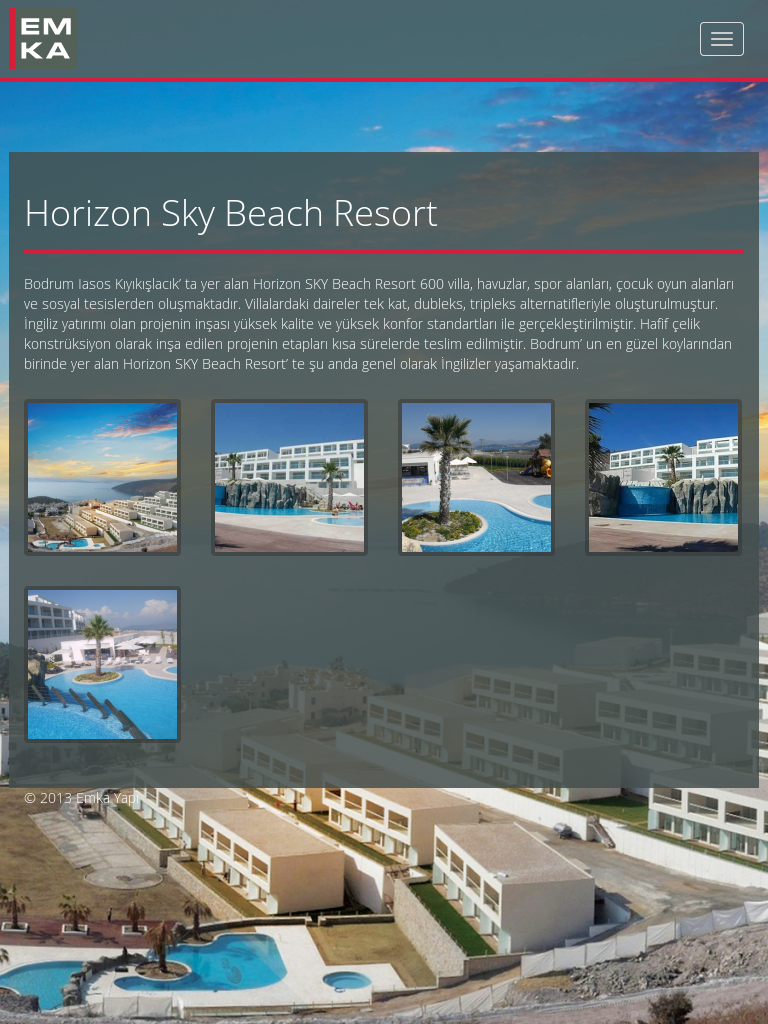 EM
KA
Horizon Sky Beach Resort
Bodrum Iasos Kıyıkışlacık’ ta yer alan Horizon SKY Beach Resort 600 villa, havuzlar, spor alanları, çocuk oyun alanları
ve sosyal tesislerden oluşmaktadır. Villalardaki daireler tek kat, dubleks, tripleks alternatifleriyle oluşturulmuştur.
İngiliz yatırımı olan projenin inşası yüksek kalite ve yüksek konfor standartları ile gerçekleştirilmiştir. Hafif çelik
konstrüksiyon olarak inşa edilen projenin etapları kısa sürelerde teslim edilmiştir. Bodrum’ un en güzel koylarından
birinde yer alan Horizon SKY Beach Resort’ te şu anda genel olarak İngilizler yaşamaktadır.
© 2013 Emka Yapı